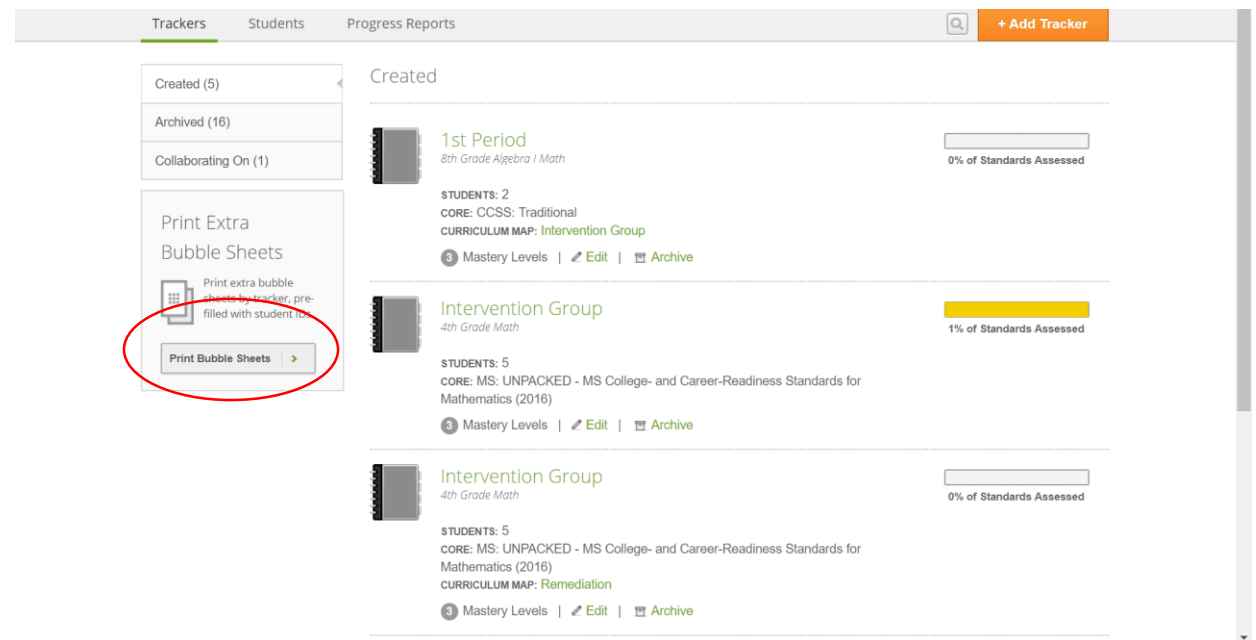 Trackers Students Progress Reports + Add Tracker
Created (5)
Archived (16)
Collaborating On (1)
Print Extra
Bubble Sheets
Print extra bubble
sheets by tracker, pre-
filled with student IDs.
Print Bubble Sheets
Created
1st Period
8th Grade Algebra I Math
0% of Standards Assessed
STUDENTS: 2
CORE: CCSS: Traditional
CURRICULUM MAP: Intervention Group
3 Mastery Levels | Edit | Archive
Intervention Group
4th Grade Math
1% of Standards Assessed
STUDENTS: 5
CORE: MS: UNPACKED - MS College- and Career-Readiness Standards for
Mathematics (2016)
3 Mastery Levels | Edit | Archive
Intervention Group
4th Grade Math
0% of Standards Assessed
STUDENTS: 5
CORE: MS: UNPACKED - MS College- and Career-Readiness Standards for
Mathematics (2016)
CURRICULUM MAP: Remediation
3 Mastery Levels | Edit | Archive